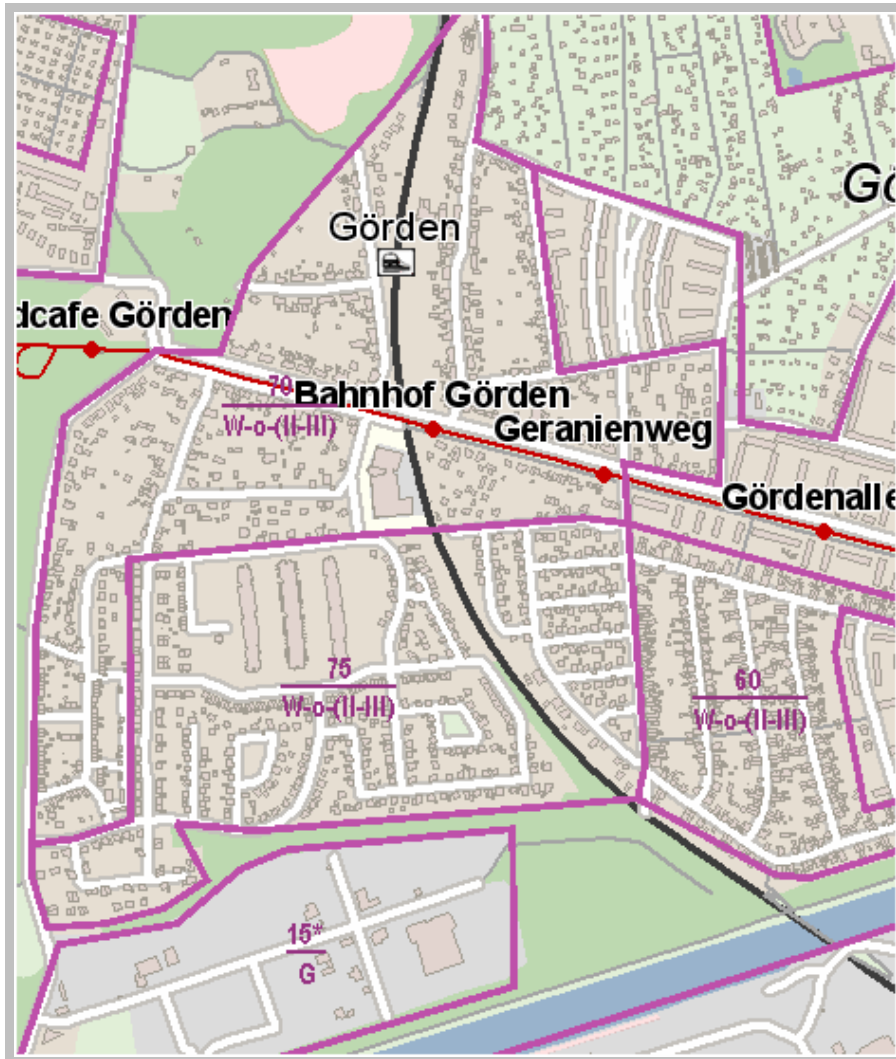 Gö
Görden
dcafe Görden
70
W-o-(II-III)
Bahnhof Görden
Geranienweg
Gördenalle
75
W-o-(II-III)
60
W-o-(II-III)
15*
G